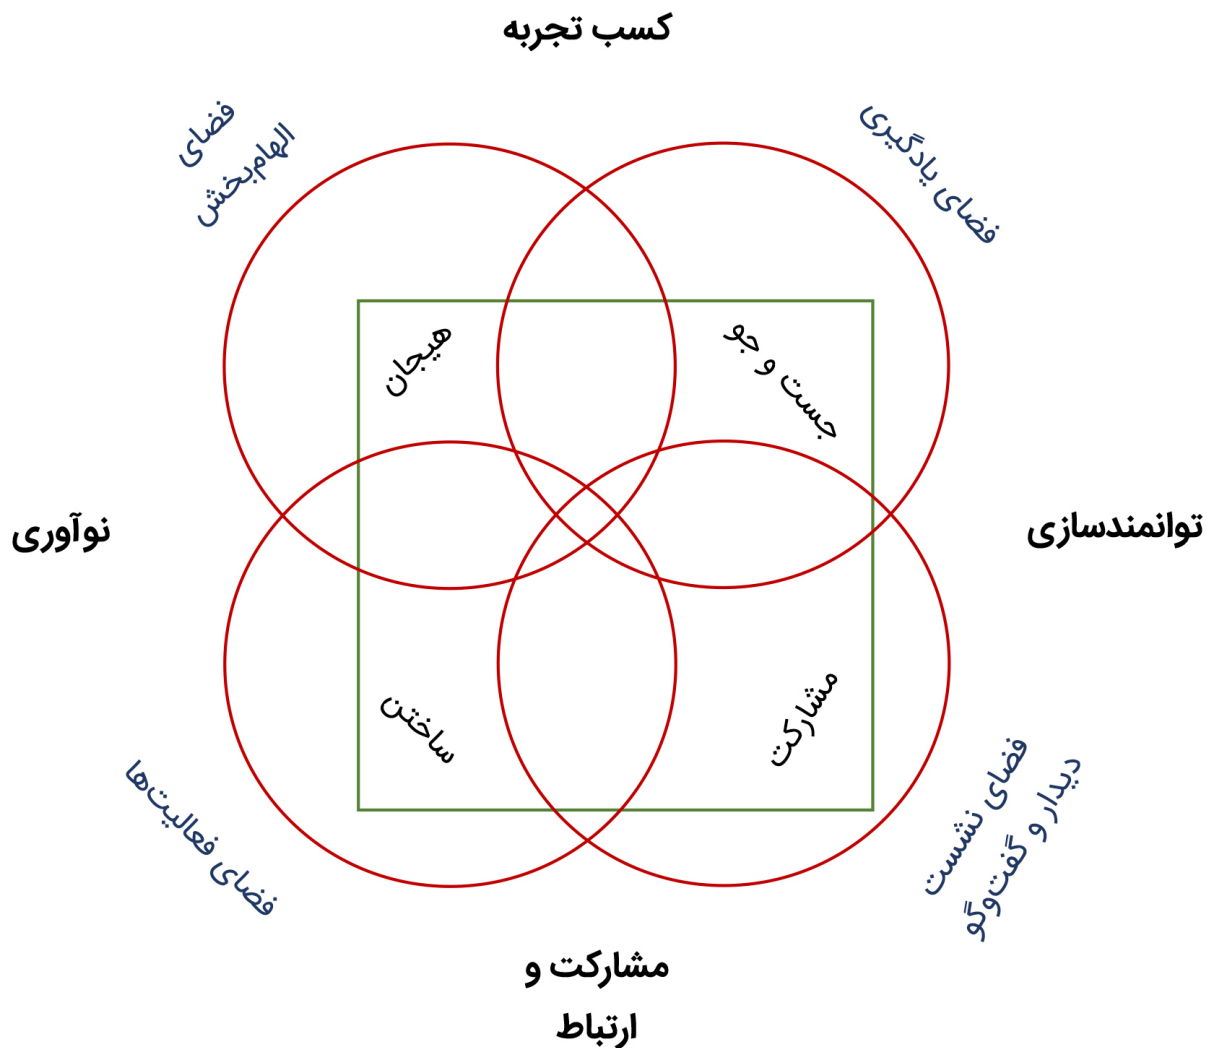 کسب تجربه
فضای
الهام‌بخش
فضای یادگیری
هیجان
جست و جو
نوآوری
توانمندسازی
ساختن
مشارکت
فضای فعالیت‌ها
فضای نشست
دیدار و گفت‌وگو
مشارکت و
ارتباط